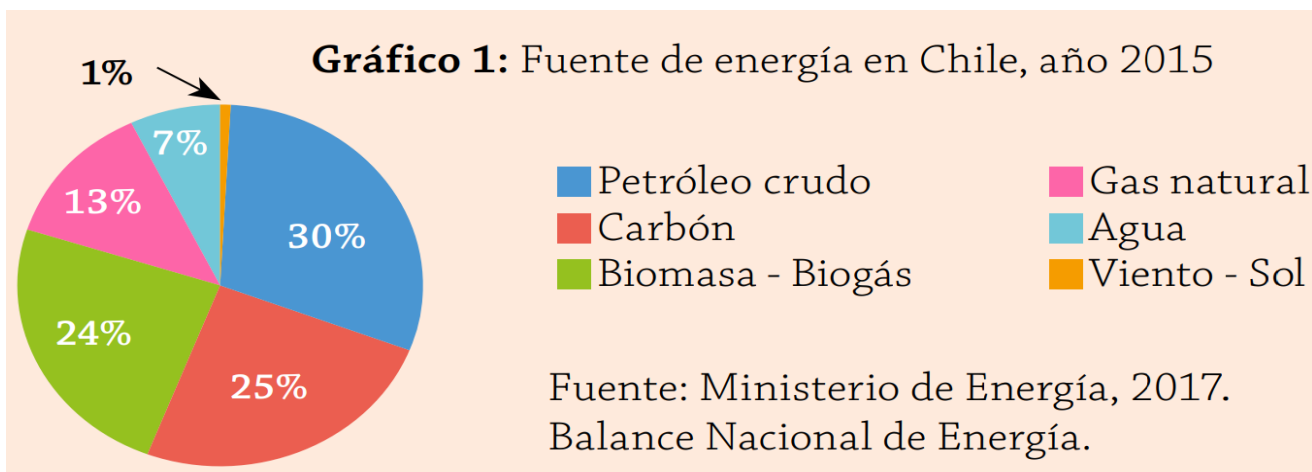 Gráfico 1: Fuente de energía en Chile, año 2015
1%
7%
13%
30%
24%
25%
Petróleo crudo
Carbón
Biomasa - Biogás
Gas natural
Agua
Viento - Sol
Fuente: Ministerio de Energía, 2017.
Balance Nacional de Energía.